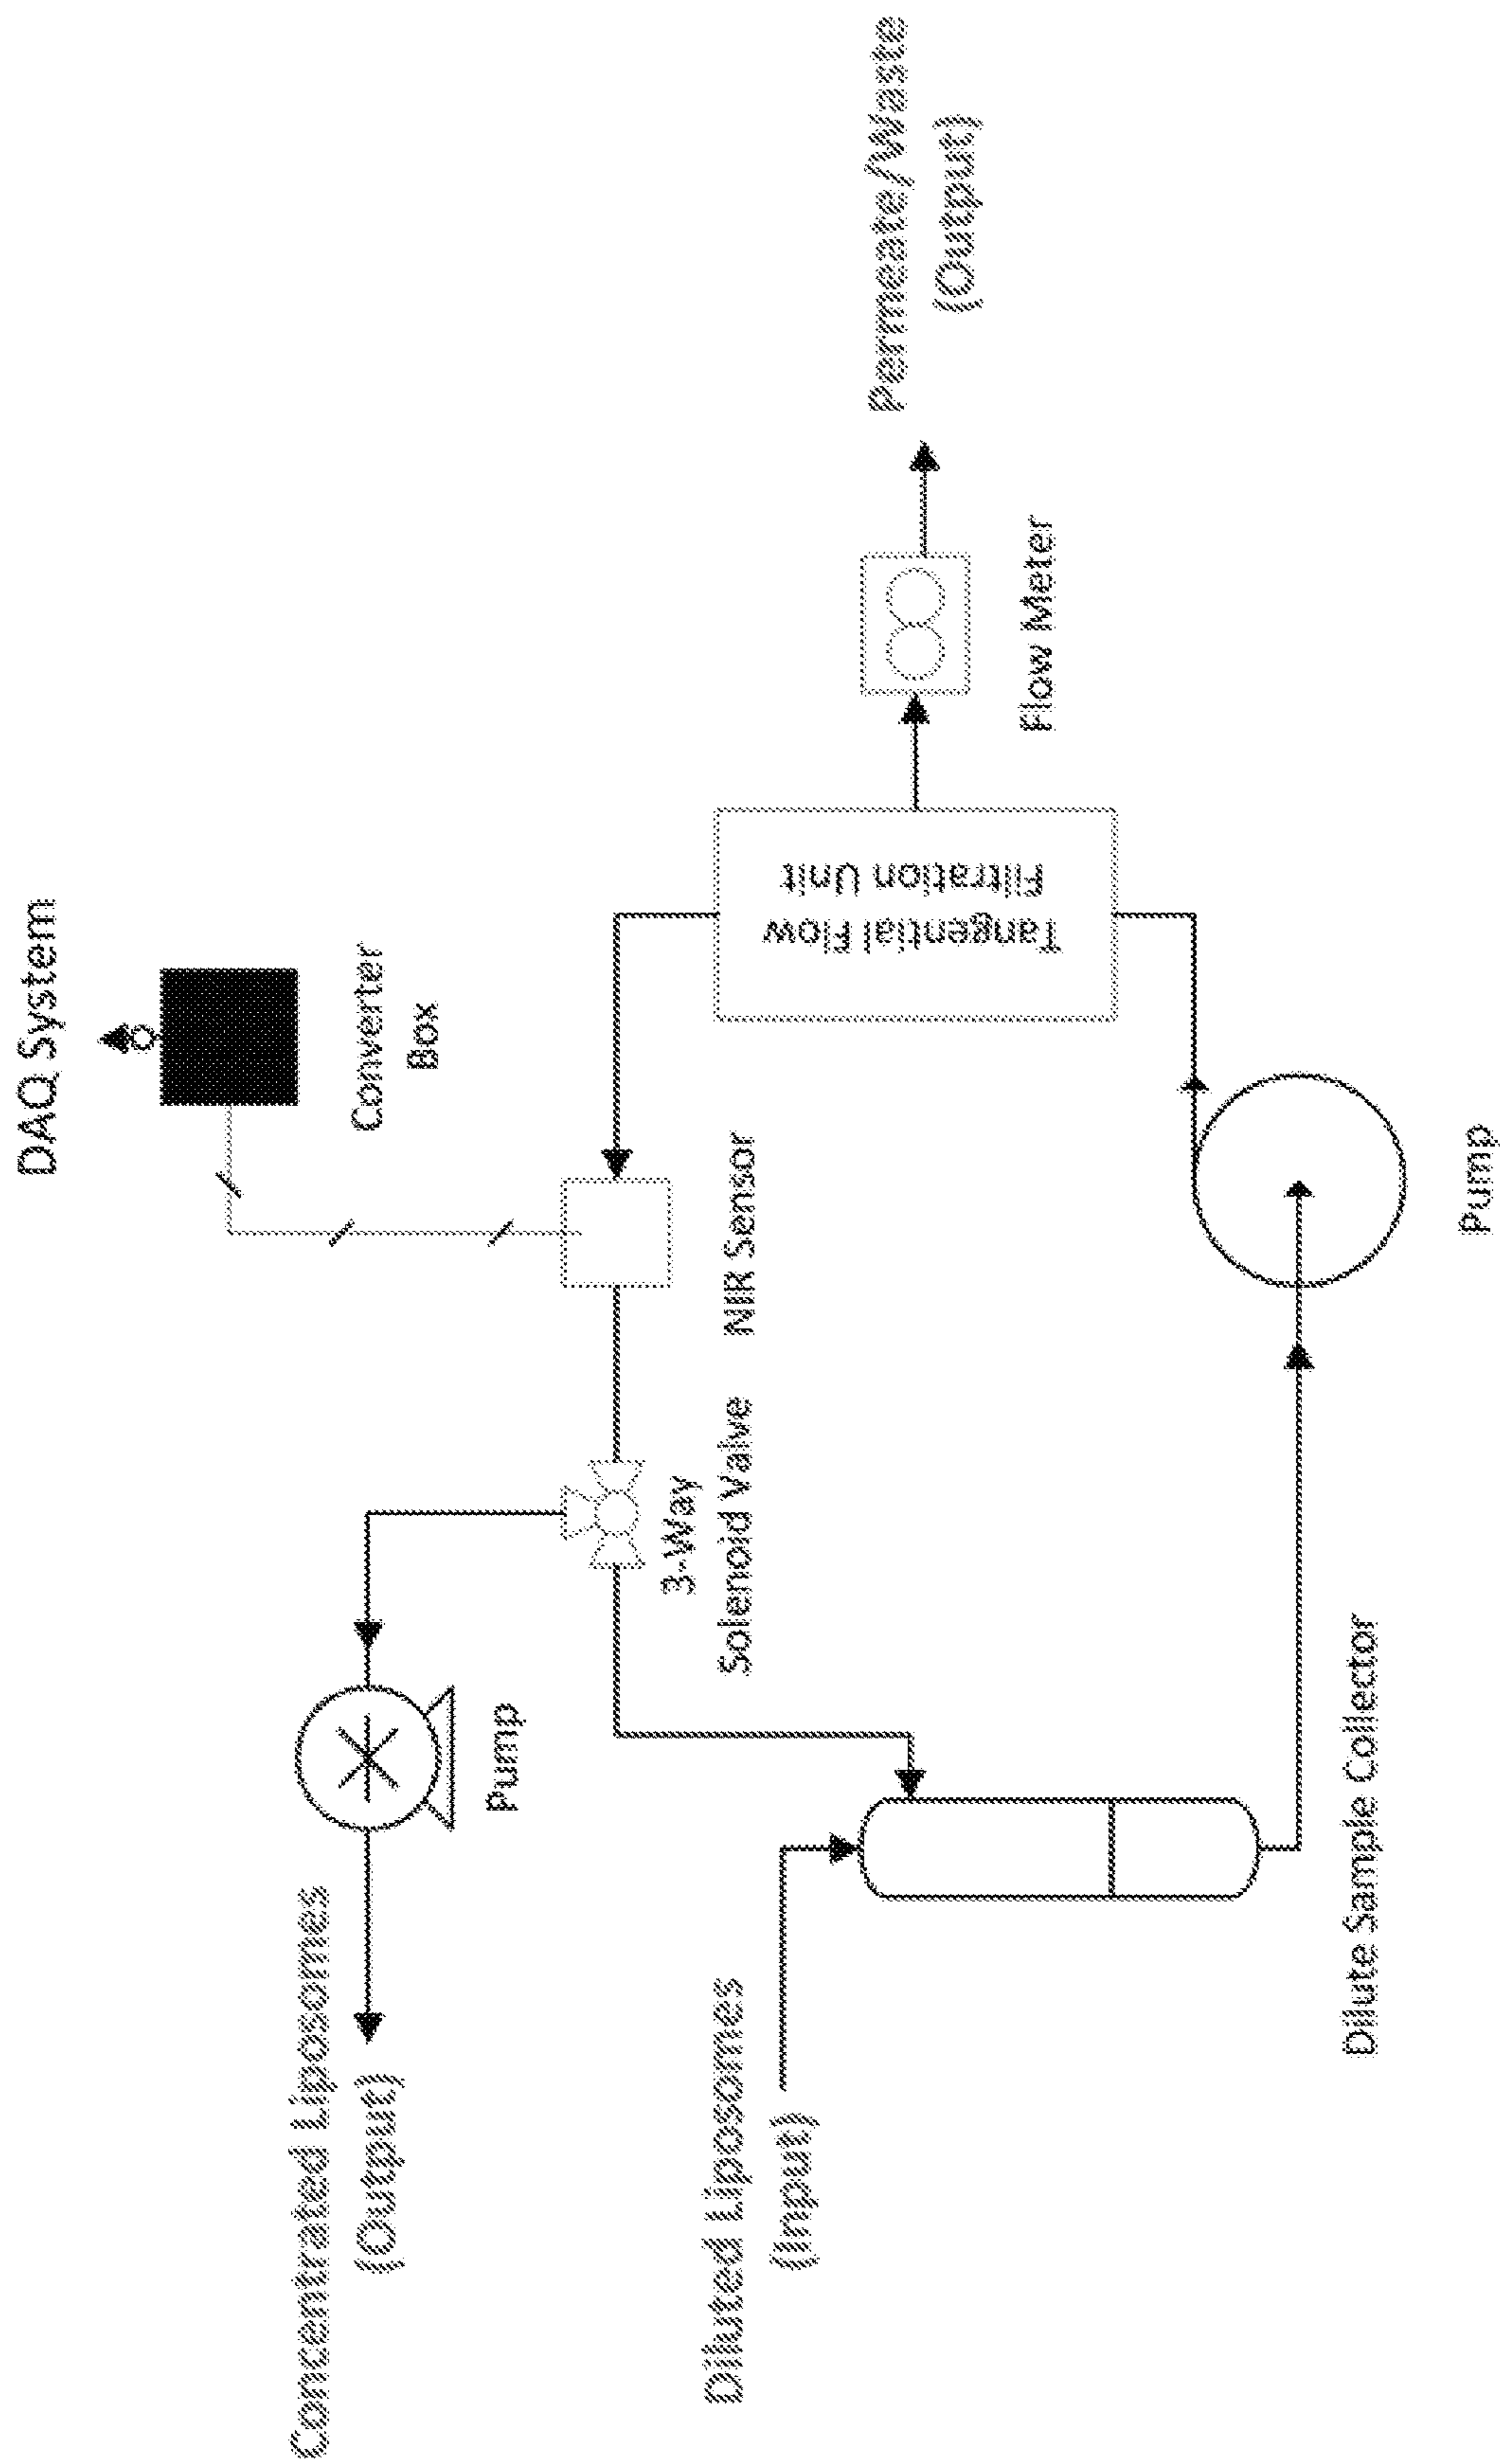 DAQ System
Concentrated Liposomes
(Output)
Converter
Box
Pump
3-Way
Solenoid Valve
NIR Sensor
Diluted Liposomes
(Input)
Tangential Flow
Filtration Unit
Permeate/Waste
(Output)
Flow Meter
Dilute Sample Collector
Pump